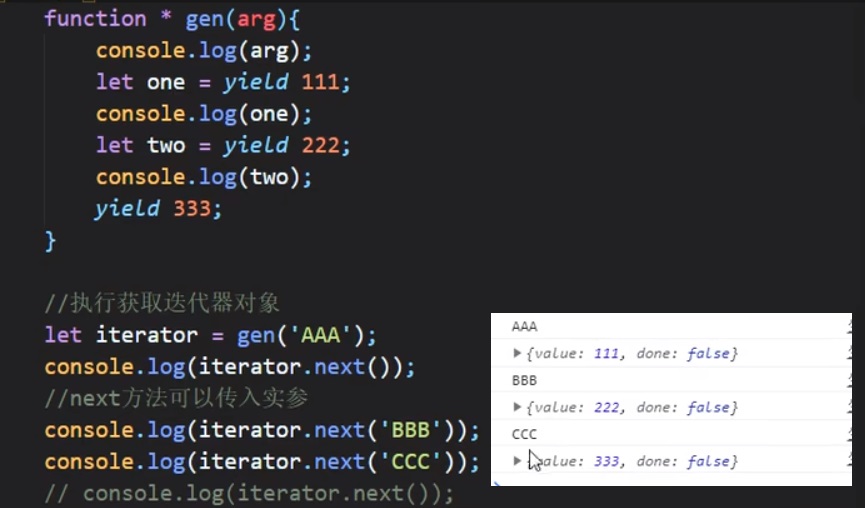 function * gen(arg){
console.log(arg);
let one = yield 111;
console.log(one);
let two = yield 222;
console.log(two);
yield 333;
}
//执行获取迭代器对象
let iterator = gen('AAA');
console.log(iterator.next());
//next方法可以传入实参
console.log(iterator.next('BBB'));
console.log(iterator.next('CCC'));
// console.log(iterator.next());
AAA
{value: 111, done: false}
BBB
{value: 222, done: false}
CCC
alue: 333, done: false}